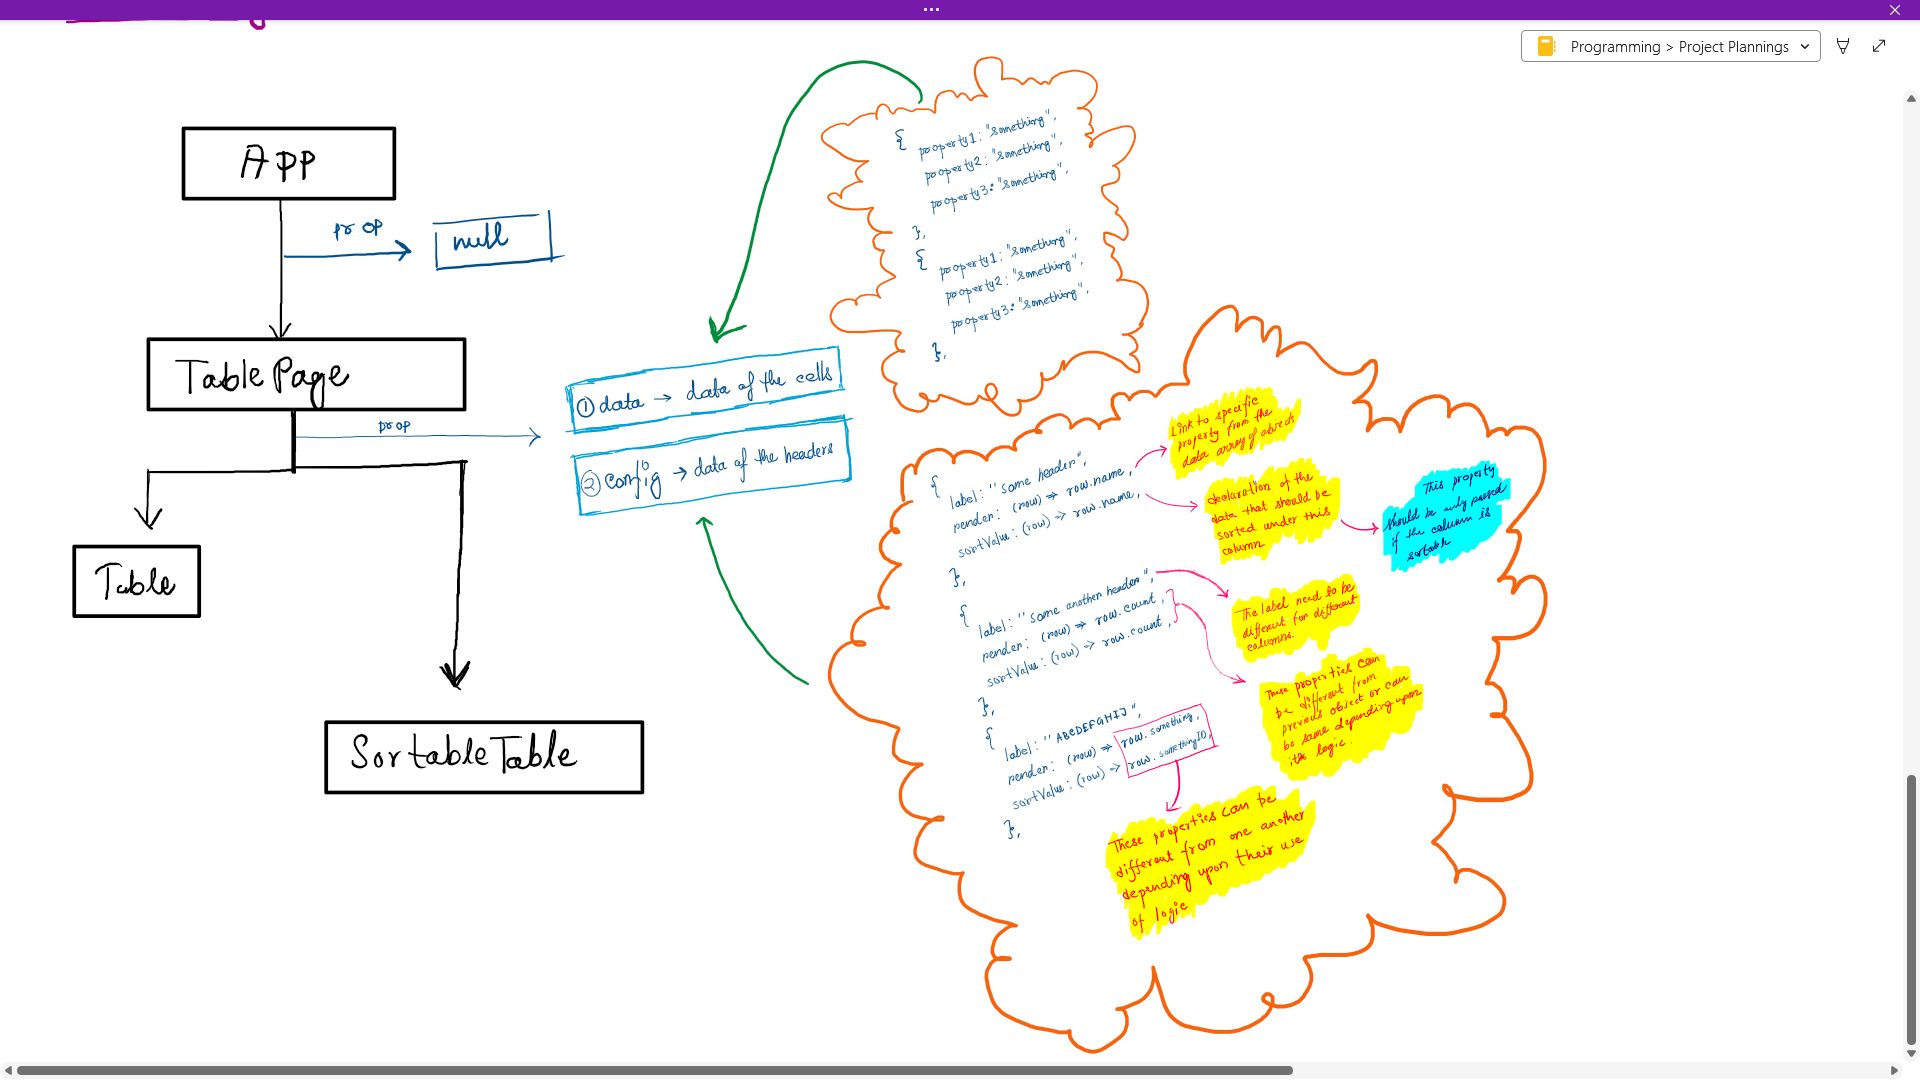 ...
Programming > Project Plannings
App
prop
null
TablePage
prop
Table
SortableTable
① data → data of the cells
② config → data of the headers
{
property1: "something",
property2: "something",
property3: "something",
},
{
property1: "something",
property2: "something",
property3: "something",
},
{
label: "some header",
render: (row) => row.name,
sortValue: (row) => row.name,
},
{
label: "some another header",
render: (row) => row.count,
sortValue: (row) => row.count,
},
{
label: "ABCDEFGHIJ",
render: (row) => row.something,
sortValue: (row) => row.somethingID,
},
Link to specific
property from the
data array of objects
declaration of the
data that should be
sorted under this
column
This property
should be only passed
if the column is
sortable
The label need to be
different for different
columns.
These properties can
be different from
previous object or can
be same depending upon
its logic.
These properties can be
different from one another
depending upon their use
of logic